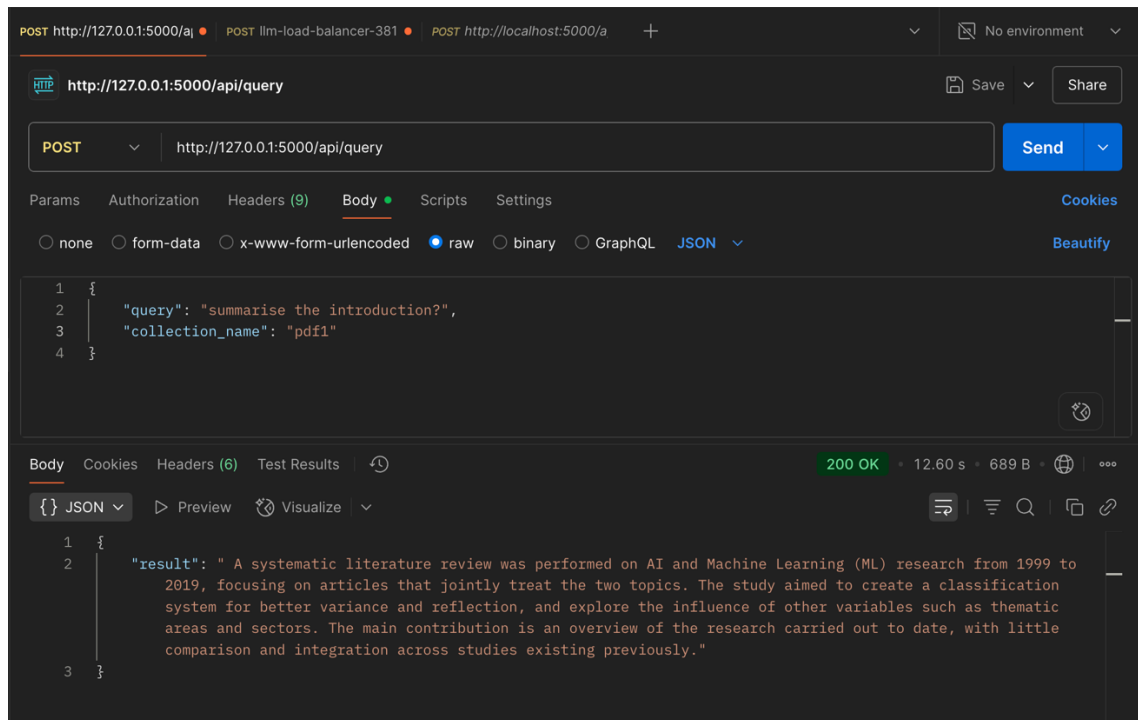 POST http://127.0.0.1:5000/a POST llm-load-balancer-381 POST http://localhost:5000/a No environment
HTTP http://127.0.0.1:5000/api/query Save Share
POST http://127.0.0.1:5000/api/query Send
Params Authorization Headers (9) Body Scripts Settings Cookies
none form-data x-www-form-urlencoded raw binary GraphQL JSON Beautify
1 {
2 "query": "summarise the introduction?",
3 "collection_name": "pdf1"
4 }
Body Cookies Headers (6) Test Results 200 OK 12.60 s 689 B
{} JSON Preview Visualize
1 {
2 "result": " A systematic literature review was performed on AI and Machine Learning (ML) research from 1999 to
2019, focusing on articles that jointly treat the two topics. The study aimed to create a classification
system for better variance and reflection, and explore the influence of other variables such as thematic
areas and sectors. The main contribution is an overview of the research carried out to date, with little
comparison and integration across studies existing previously."
3 }